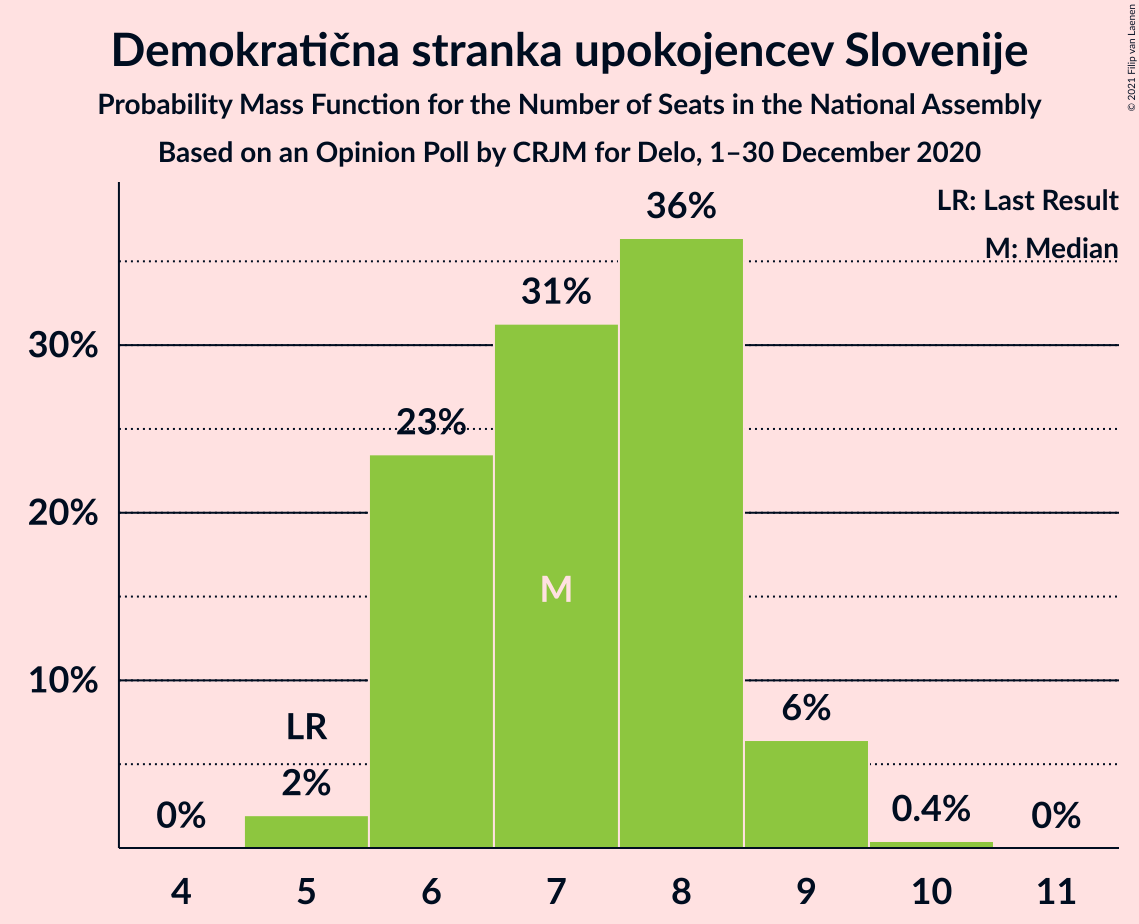 Demokratična stranka upokojencev Slovenije
Probability Mass Function for the Number of Seats in the National Assembly
Based on an Opinion Poll by CRJM for Delo, 1–30 December 2020
© 2021 Filip van Laenen
LR: Last Result
M: Median
36%
31%
30%
23%
20%
M
10%
6%
LR
2%
0%
0.4%
0%
4 5 6 7 8 9 10 11